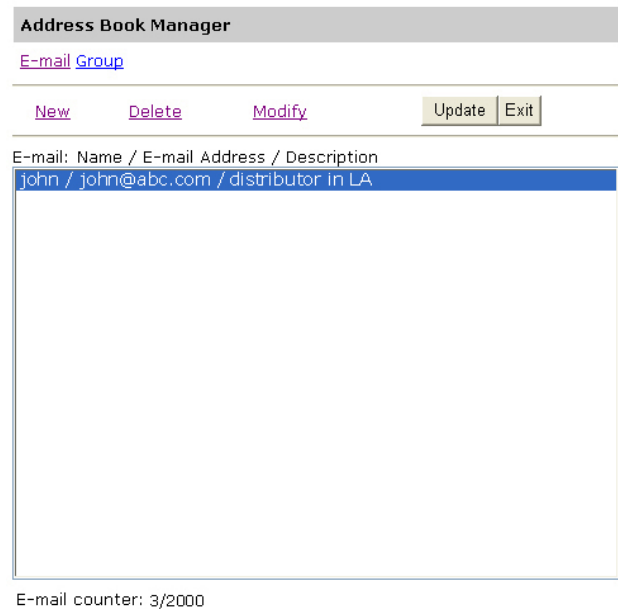 Address Book Manager
E-mail Group
New Delete Modify Update Exit
E-mail: Name / E-mail Address / Description
john / john@abc.com / distributor in LA
E-mail counter: 3/2000